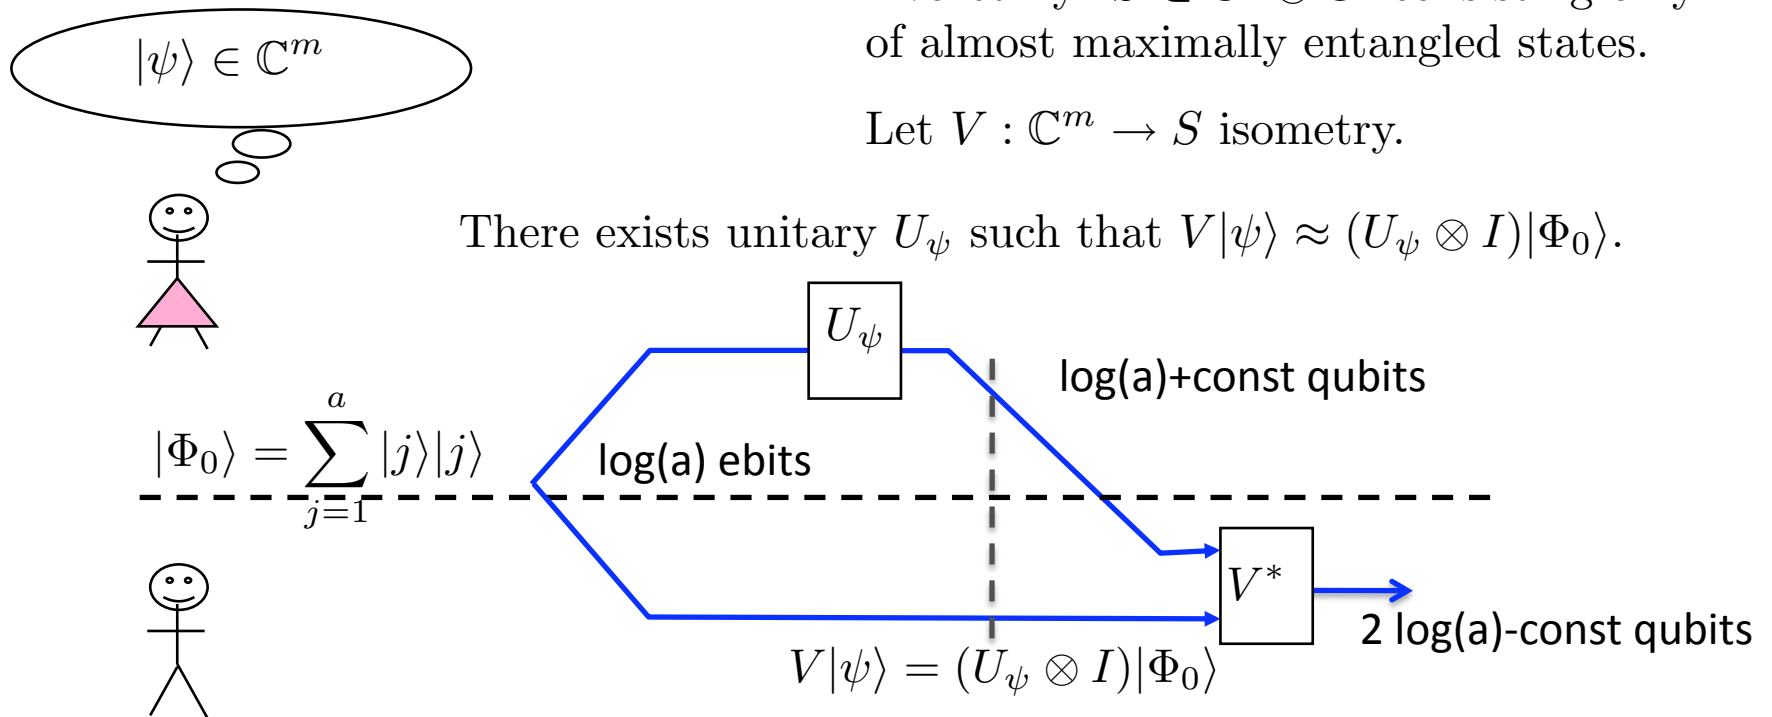 |ψ⟩ ∈ ℂ^m
of almost maximally entangled states.
Let V : ℂ^m → S isometry.
There exists unitary U_ψ such that V|ψ⟩ ≈ (U_ψ ⊗ I)|Φ_0⟩.
U_ψ
log(a)+const qubits
|Φ_0⟩ = ∑_{j=1}^{a} |j⟩|j⟩
log(a) ebits
V*
2 log(a)-const qubits
V|ψ⟩ = (U_ψ ⊗ I)|Φ_0⟩